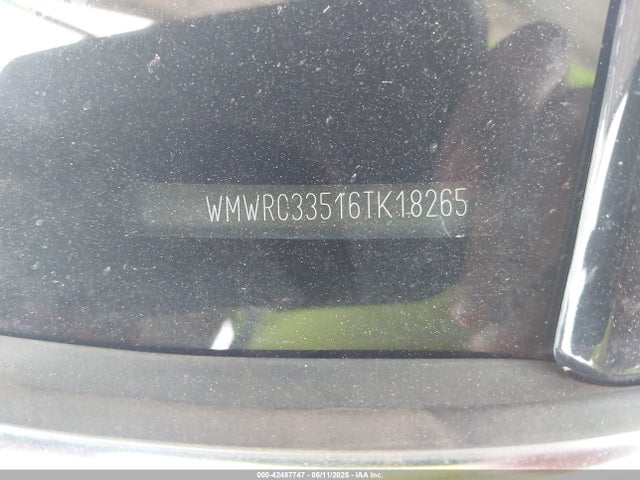 WMWRC33516TK18265
000-42487747 - 06/11/2025 - IAA Inc.